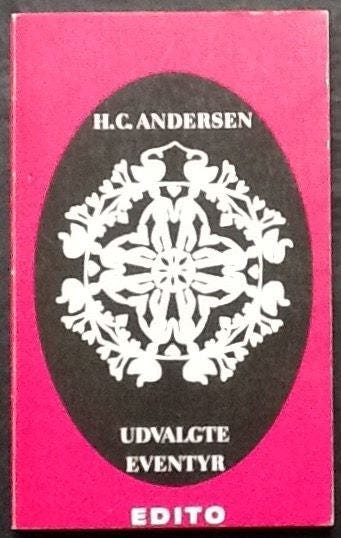 H.C. ANDERSEN
UDVALGTE
EVENTYR
EDITO